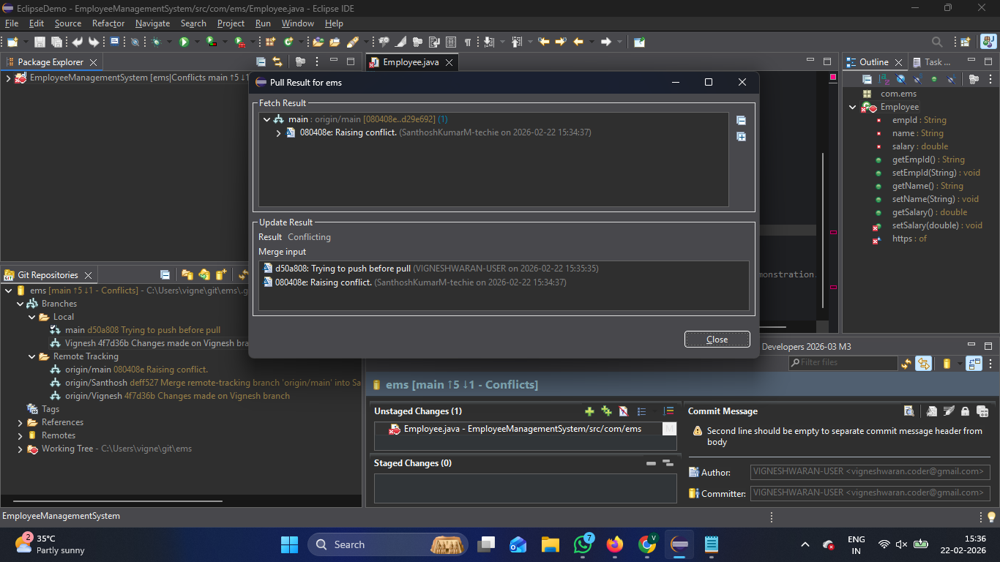 EclipseDemo - EmployeeManagementSystem/src/com/ems/Employee.java - Eclipse IDE
File Edit Source Refactor Navigate Search Project Run Window Help
Package Explorer
EmployeeManagementSystem [ems|Conflicts main ↑5 ↓1
Employee.java
Outline Task ...
com.ems
Employee
empId : String
name : String
salary : double
getEmpId() : String
setEmpId(String) : void
getName() : String
setName(String) : void
getSalary() : double
setSalary(double) : void
https : of
Pull Result for ems
Fetch Result
main : origin/main [080408e..d29e692] (1)
080408e: Raising conflict. (SanthoshKumarM-techie on 2026-02-22 15:34:37)
Update Result
Result Conflicting
Merge input
d50a808: Trying to push before pull (VIGNESHWARAN-USER on 2026-02-22 15:35:35)
080408e: Raising conflict. (SanthoshKumarM-techie on 2026-02-22 15:34:37)
Close
monstration.
Git Repositories
ems [main ↑5 ↓1 - Conflicts] - C:\Users\vigne\git\ems\.g
Branches
Local
main d50a808 Trying to push before pull
Vignesh 4f7d36b Changes made on Vignesh bra
Remote Tracking
origin/main 080408e Raising conflict.
origin/Santhosh deff527 Merge remote-tracking branch 'origin/main' into Sa
origin/Vignesh 4f7d36b Changes made on Vignesh branch
Tags
References
Remotes
Working Tree - C:\Users\vigne\git\ems
Developers 2026-03 M3
Filter files
ems [main ↑5 ↓1 - Conflicts]
Unstaged Changes (1)
Employee.java - EmployeeManagementSystem/src/com/ems
M
Staged Changes (0)
Commit Message
Second line should be empty to separate commit message header from
body
Author: VIGNESHWARAN-USER <vigneshwaran.coder@gmail.com>
Committer: VIGNESHWARAN-USER <vigneshwaran.coder@gmail.com>
EmployeeManagementSystem
2
35°C
Partly sunny
Search
7
V
ENG
IN
15:36
22-02-2026